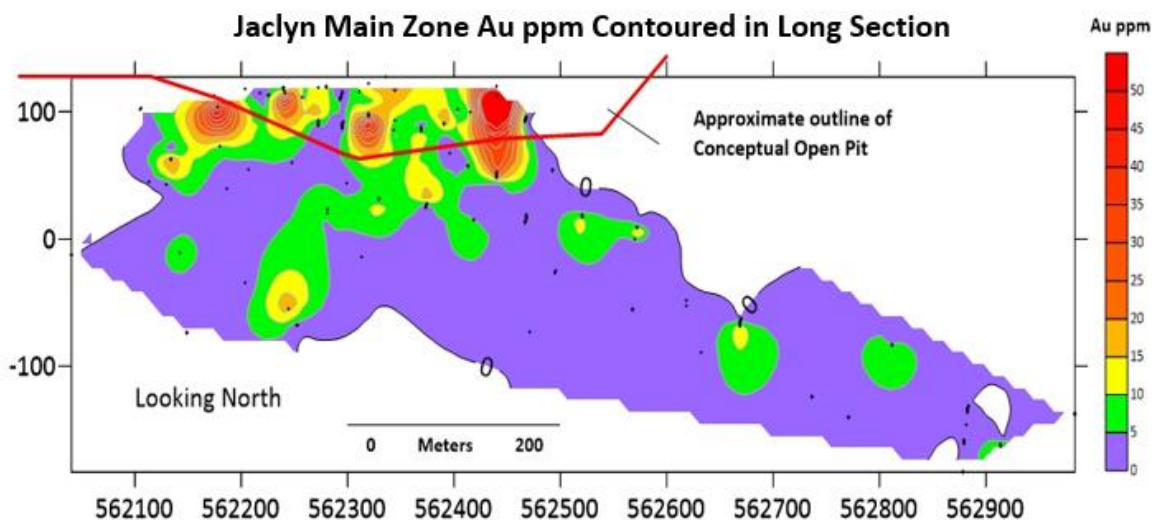 Jaclyn Main Zone Au ppm Contoured in Long Section
Au ppm
100
0
-100
Approximate outline of
Conceptual Open Pit
0
0
0
Looking North
0 Meters 200
562100 562200 562300 562400 562500 562600 562700 562800 562900
50
45
40
35
30
25
20
15
10
5
0